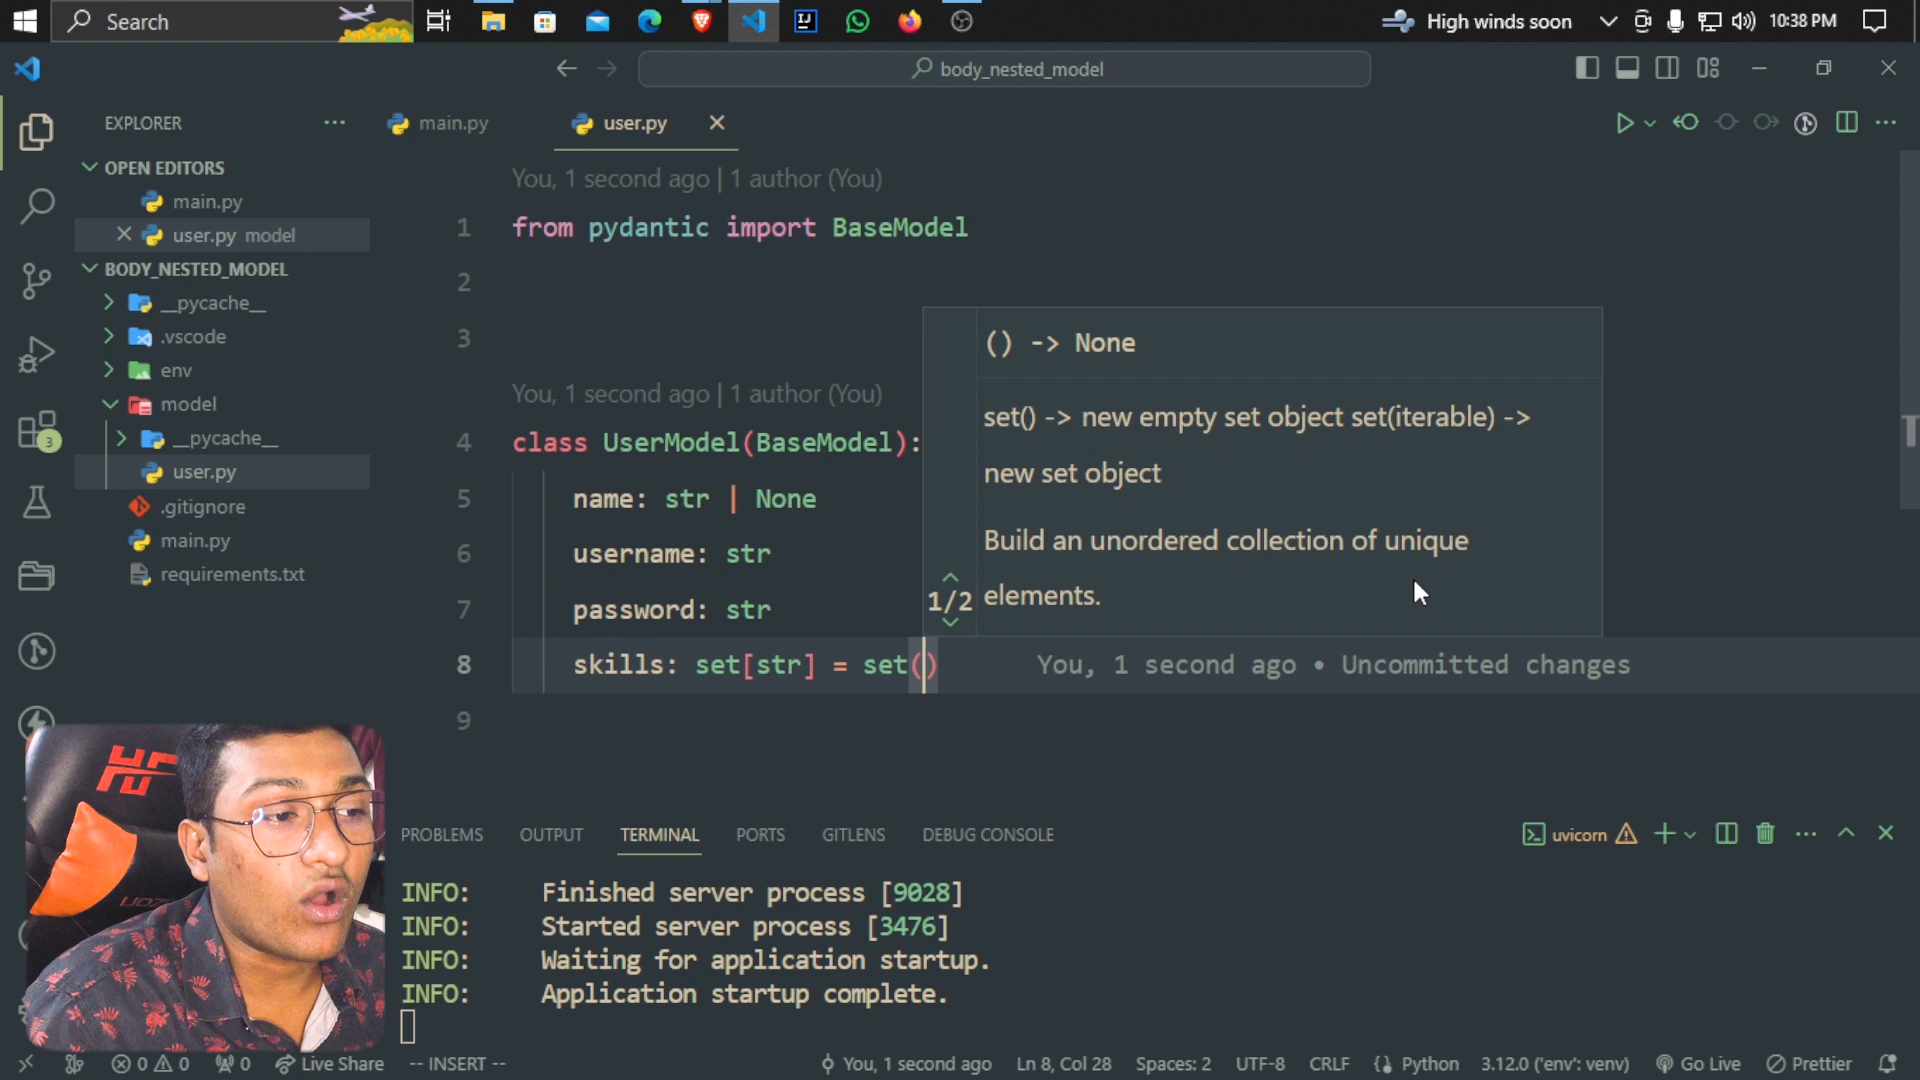 Search
High winds soon
10:38 PM
body_nested_model
EXPLORER
main.py
user.py
OPEN EDITORS
main.py
user.py model
BODY_NESTED_MODEL
__pycache__
.vscode
env
model
__pycache__
user.py
.gitignore
main.py
requirements.txt
3
You, 1 second ago | 1 author (You)
1 from pydantic import BaseModel
2
3
You, 1 second ago | 1 author (You)
4 class UserModel(BaseModel):
5 name: str | None
6 username: str
7 password: str
8 skills: set[str] = set() You, 1 second ago • Uncommitted changes
9
() -> None
set() -> new empty set object set(iterable) ->
new set object
Build an unordered collection of unique
elements.
1/2
PROBLEMS OUTPUT TERMINAL PORTS GITLENS DEBUG CONSOLE
uvicorn
INFO: Finished server process [9028]
INFO: Started server process [3476]
INFO: Waiting for application startup.
INFO: Application startup complete.
0 0 0 Live Share -- INSERT -- You, 1 second ago Ln 8, Col 28 Spaces: 2 UTF-8 CRLF Python 3.12.0 ('env': venv) Go Live Prettier